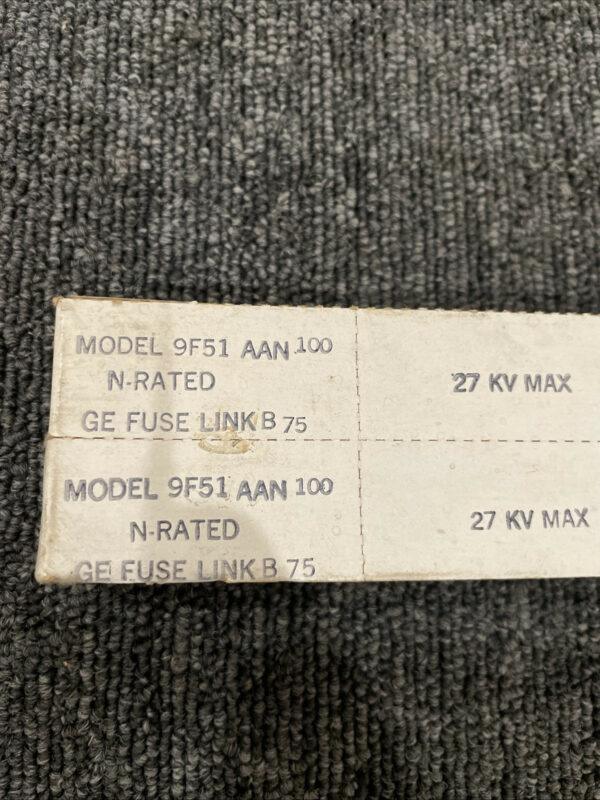 MODEL 9F51 AAN 100
N-RATED
27 KV MAX
GE FUSE LINK B 75
MODEL 9F51 AAN 100
N-RATED
27 KV MAX
GE FUSE LINK B 75